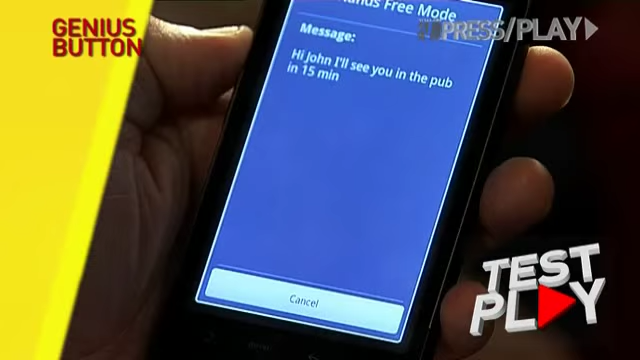 GENIUS
BUTTON
PRESS/PLAY
Hands Free Mode
Message:
Hi John I'll see you in the pub
in 15 min
Cancel
TEST
PLAY